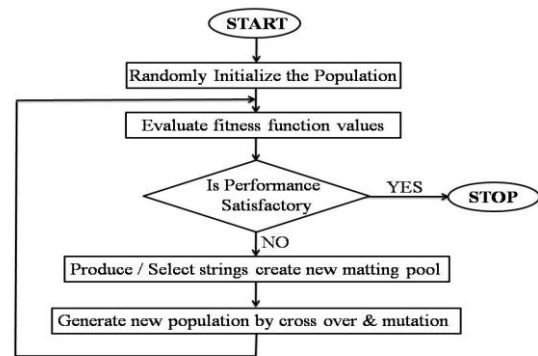 START
Randomly Initialize the Population
Evaluate fitness function values
Is Performance
Satisfactory
YES
STOP
NO
Produce / Select strings create new matting pool
Generate new population by cross over & mutation